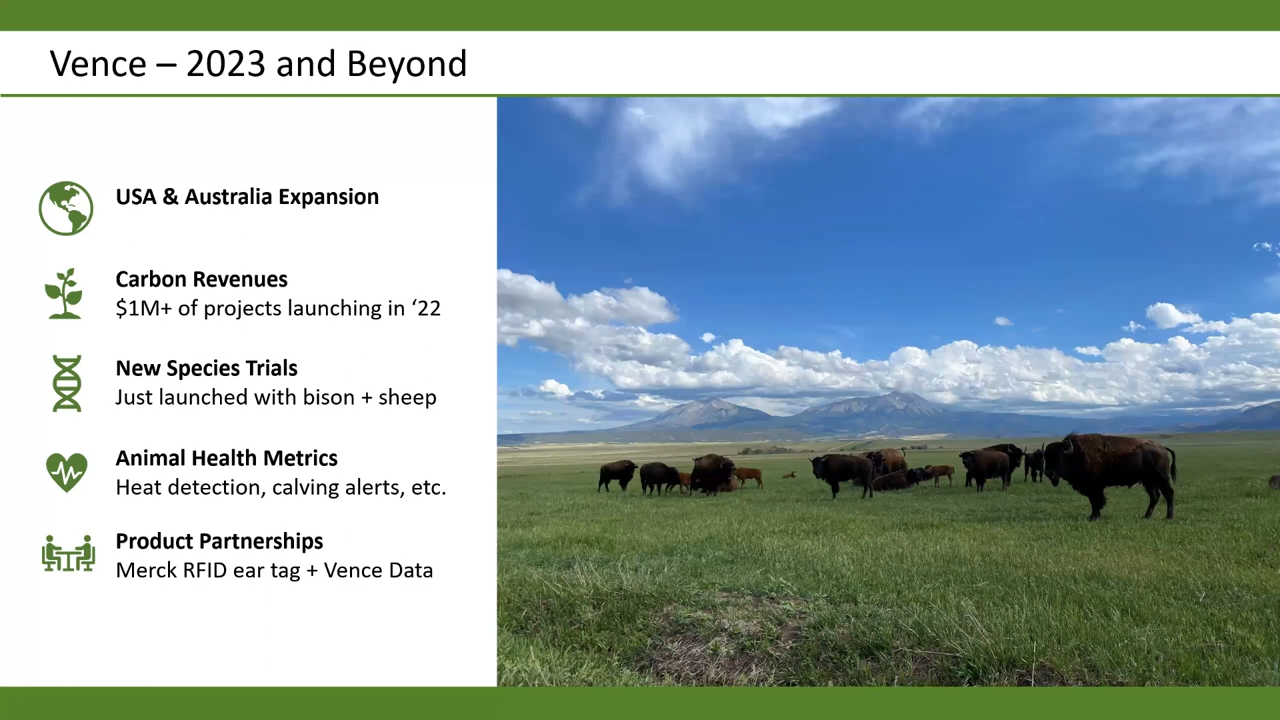 Vence – 2023 and Beyond
USA & Australia Expansion
Carbon Revenues
$1M+ of projects launching in ‘22
New Species Trials
Just launched with bison + sheep
Animal Health Metrics
Heat detection, calving alerts, etc.
Product Partnerships
Merck RFID ear tag + Vence Data